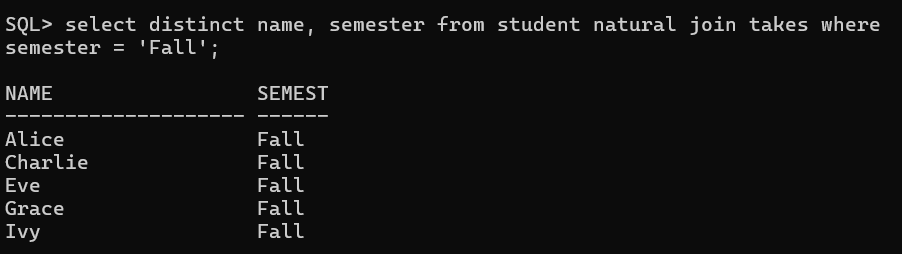 SQL> select distinct name, semester from student natural join takes where
semester = 'Fall';
NAME                 SEMEST
-------------------- ------
Alice                Fall
Charlie              Fall
Eve                  Fall
Grace                Fall
Ivy                  Fall